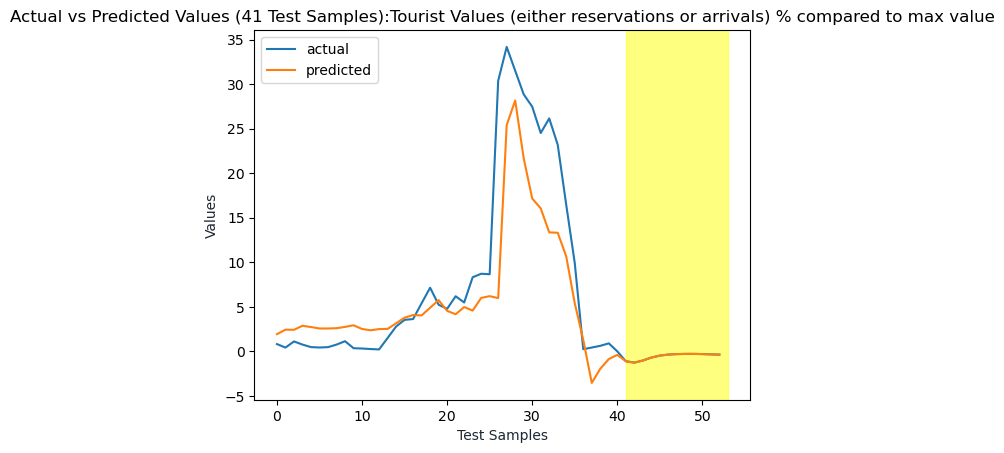 Actual vs Predicted Values (41 Test Samples):Tourist Values (either reservations or arrivals) % compared to max value
actual
predicted
35
30
25
20
15
10
5
0
−5
Values
0 10 20 30 40 50
Test Samples